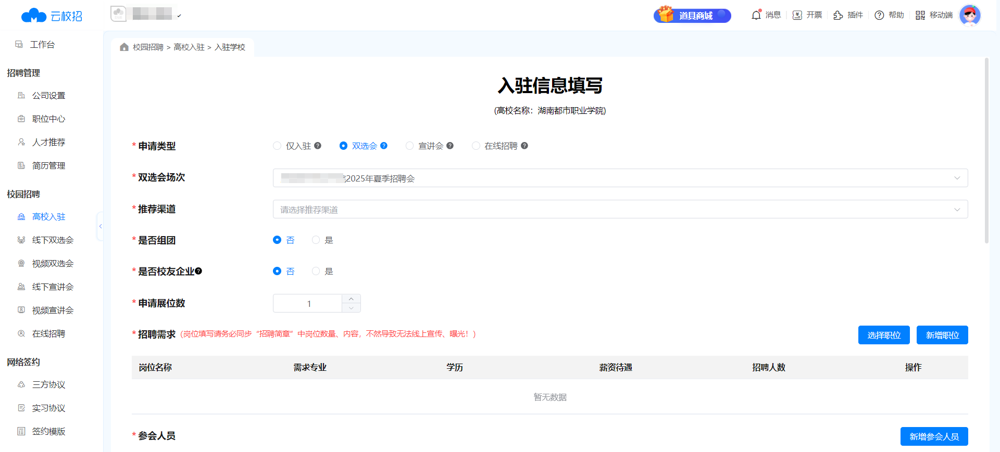 云校招
道具商城
消息
开票
插件
帮助
移动端
工作台
招聘管理
公司设置
职位中心
人才推荐
简历管理
校园招聘
高校入驻
线下双选会
视频双选会
线下宣讲会
视频宣讲会
在线招聘
网络签约
三方协议
实习协议
签约模版
校园招聘 > 高校入驻 > 入驻学校
入驻信息填写
(高校名称：湖南都市职业学院)
* 申请类型
仅入驻 ? 双选会 ? 宣讲会 ? 在线招聘 ?
* 双选会场次
2025年夏季招聘会
* 推荐渠道
请选择推荐渠道
* 是否组团
否 是
* 是否校友企业?
否 是
* 申请展位数
1
* 招聘需求（岗位填写请务必同步“招聘简章”中岗位数量、内容，不然导致无法线上宣传、曝光！）
选择职位 新增职位
岗位名称 需求专业 学历 薪资待遇 招聘人数 操作
暂无数据
* 参会人员
新增参会人员